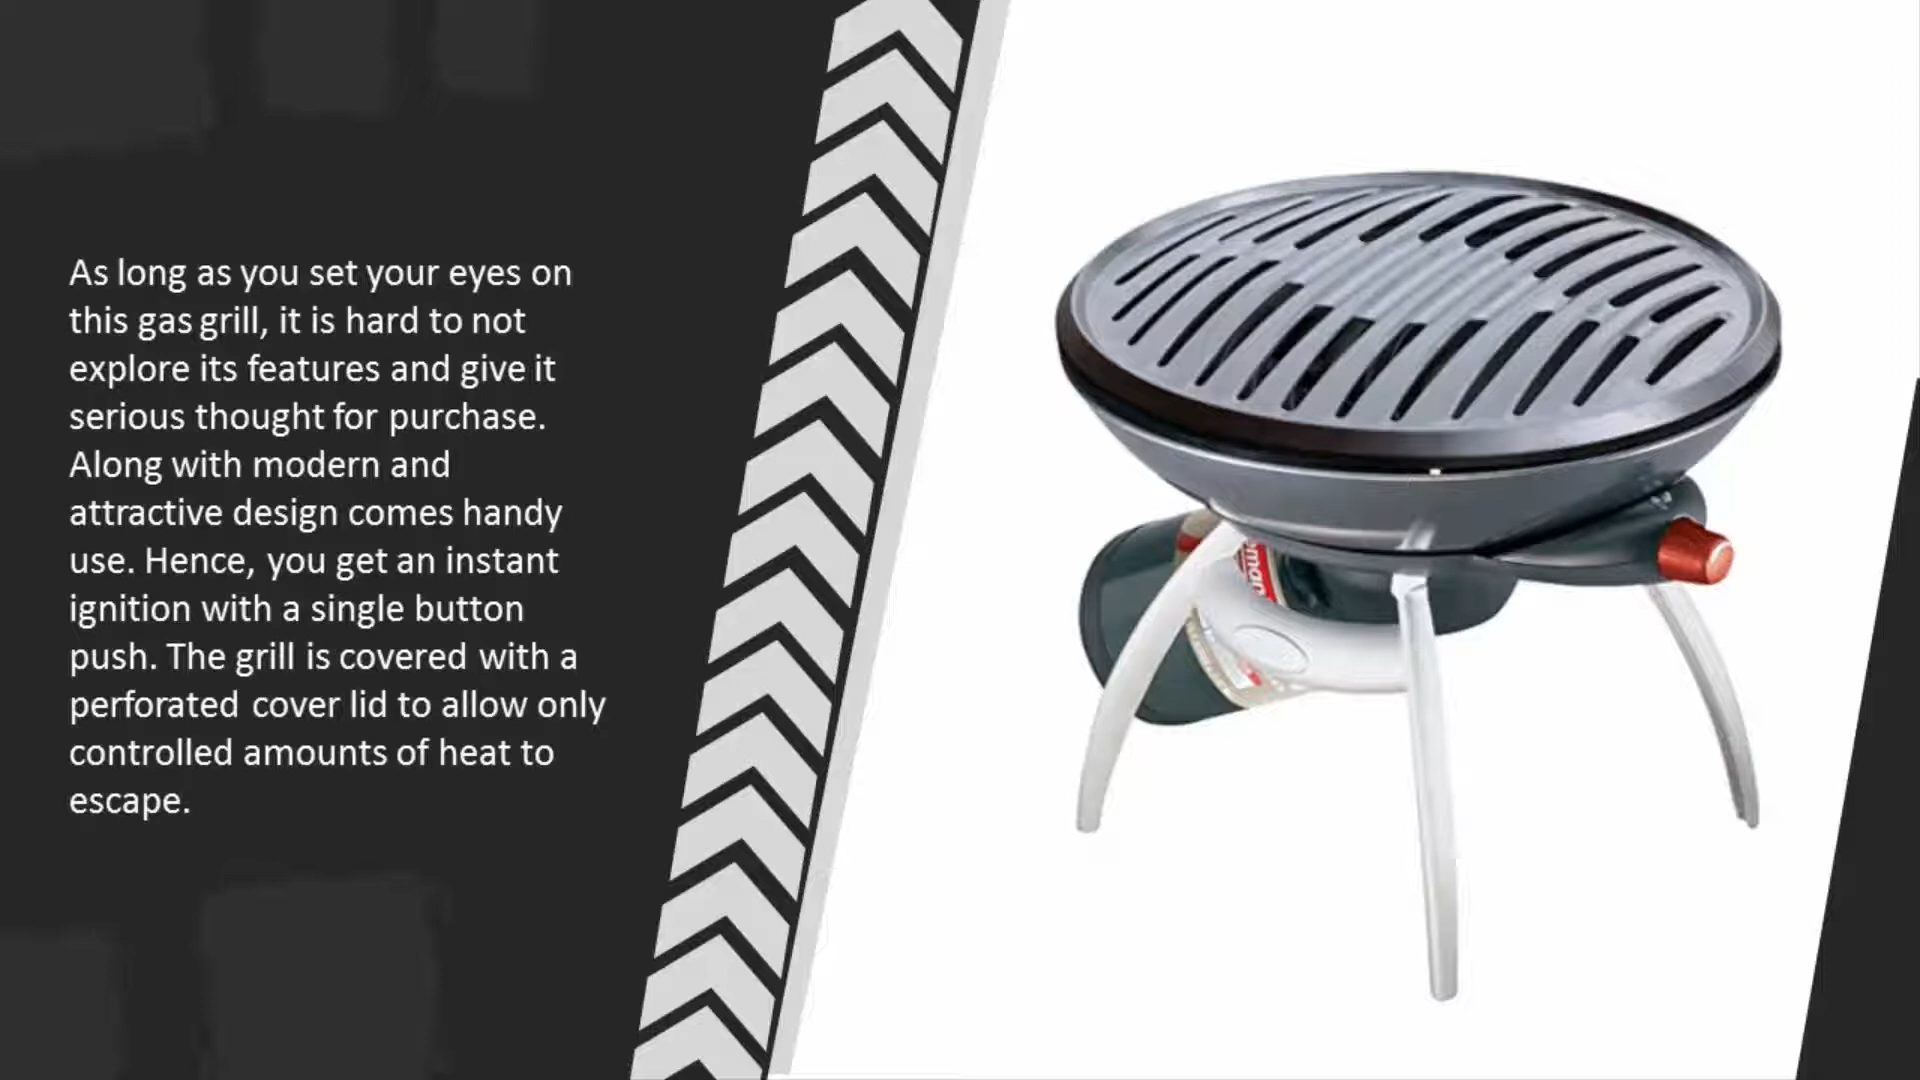 As long as you set your eyes on
this gas grill, it is hard to not
explore its features and give it
serious thought for purchase.
Along with modern and
attractive design comes handy
use. Hence, you get an instant
ignition with a single button
push. The grill is covered with a
perforated cover lid to allow only
controlled amounts of heat to
escape.